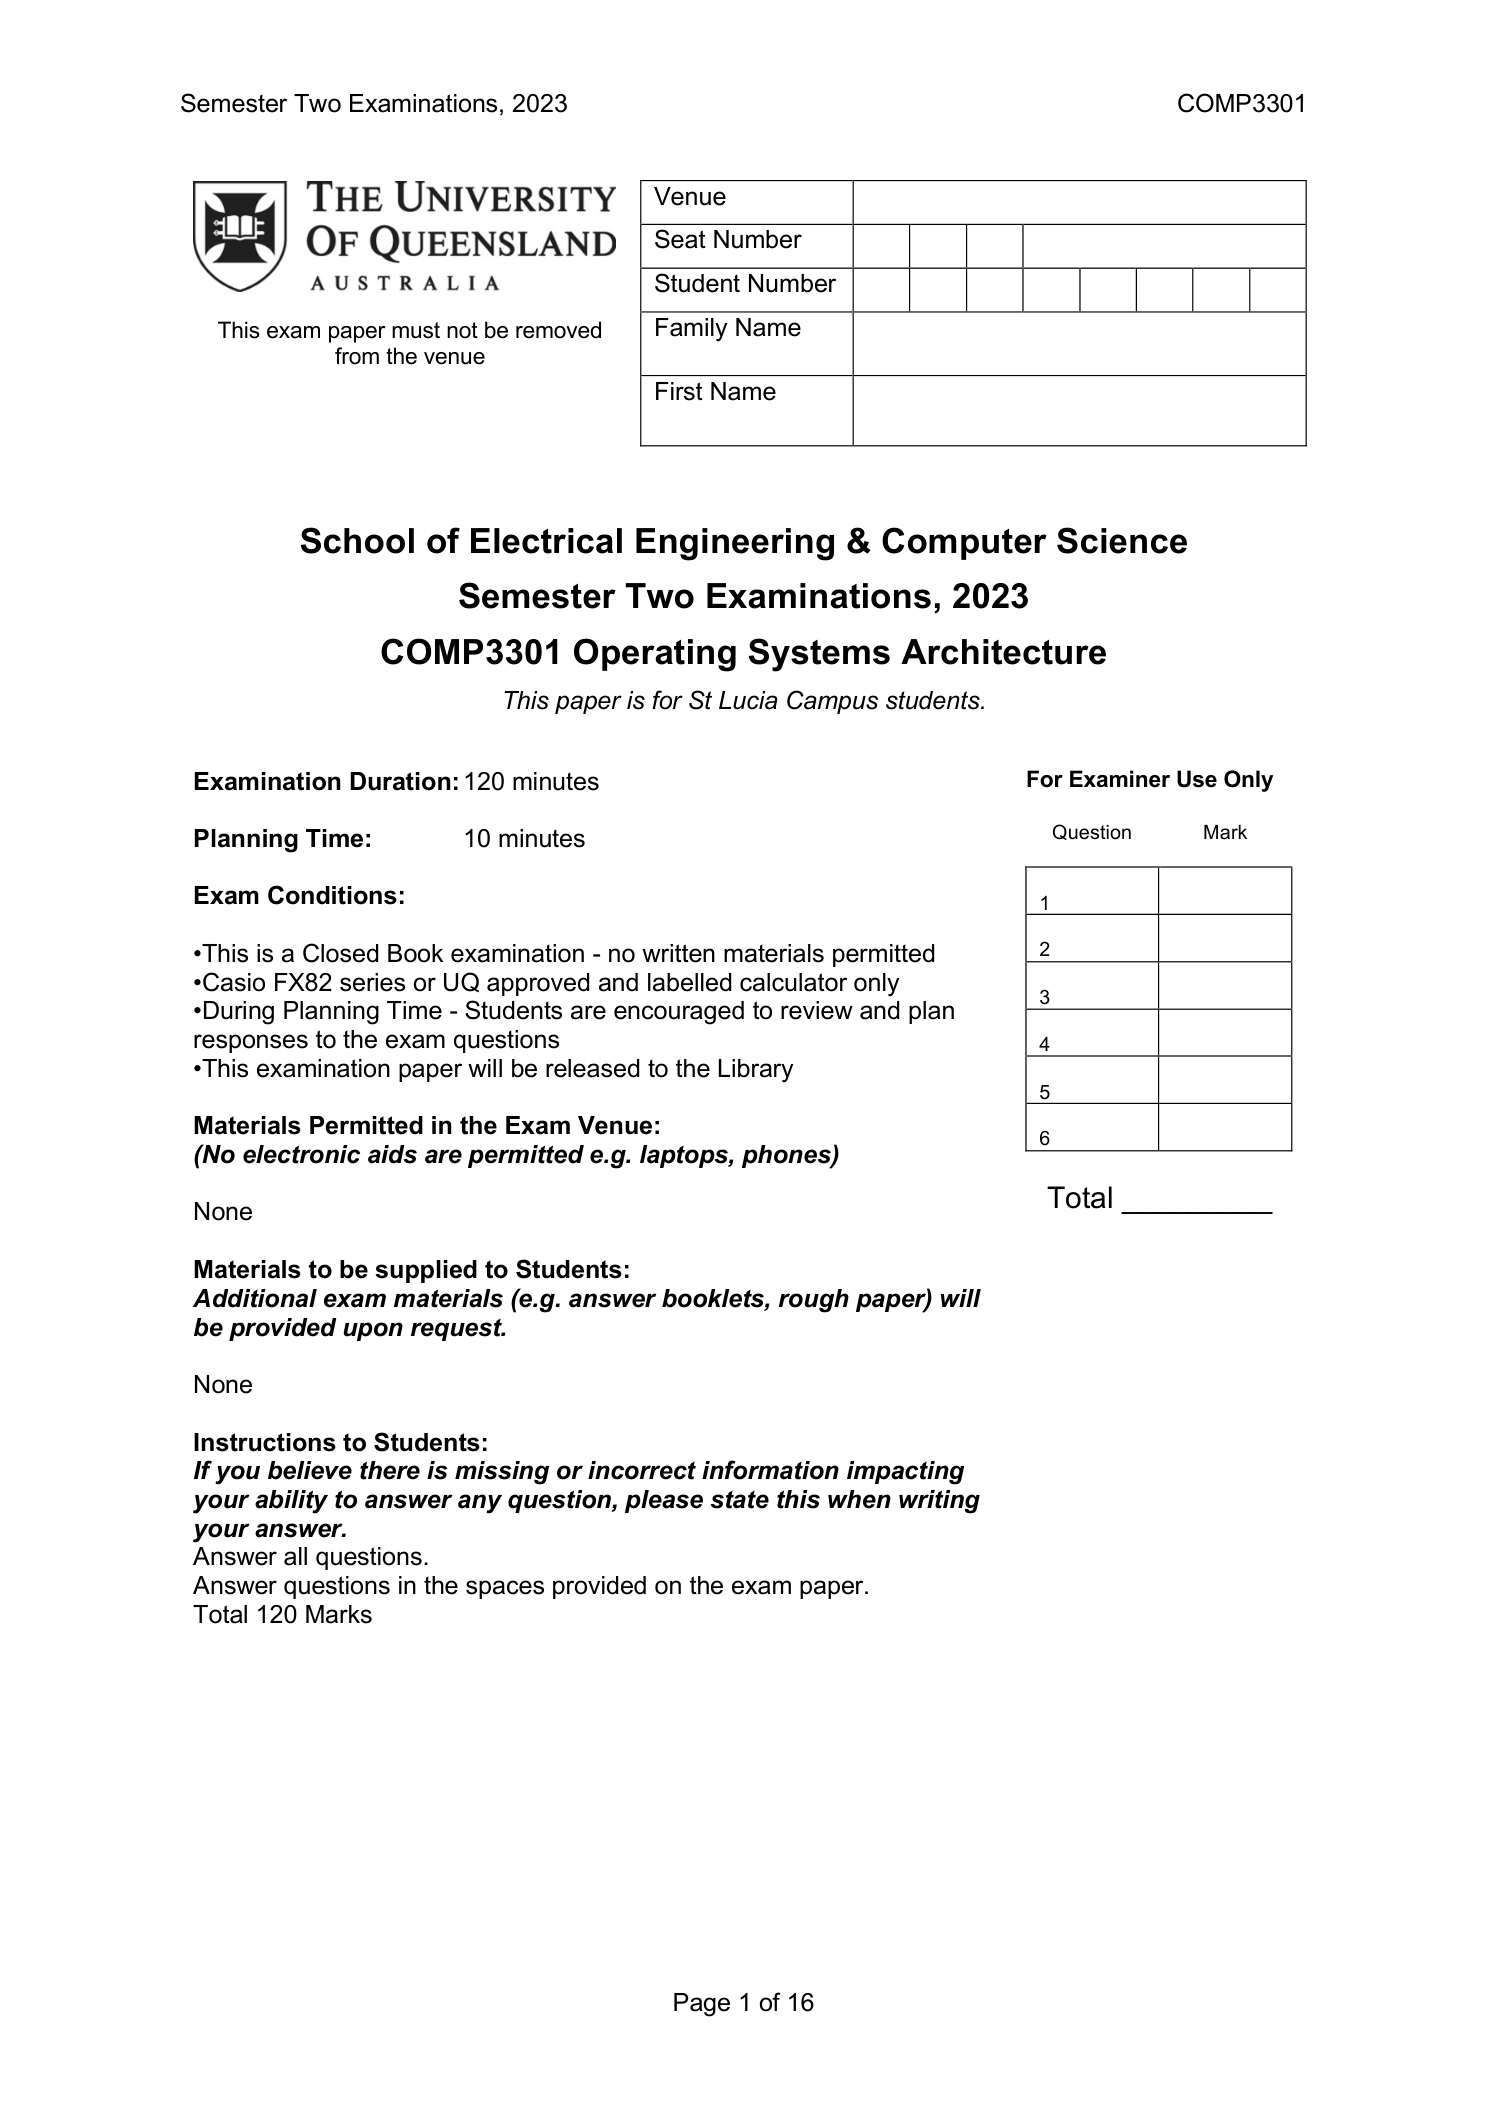 Semester Two Examinations, 2023
COMP3301
THE UNIVERSITY
OF QUEENSLAND
AUSTRALIA
This exam paper must not be removed
from the venue
Venue
Seat Number
Student Number
Family Name
First Name
School of Electrical Engineering & Computer Science
Semester Two Examinations, 2023
COMP3301 Operating Systems Architecture
This paper is for St Lucia Campus students.
Examination Duration: 120 minutes
Planning Time: 10 minutes
Exam Conditions:
•This is a Closed Book examination - no written materials permitted
•Casio FX82 series or UQ approved and labelled calculator only
•During Planning Time - Students are encouraged to review and plan
responses to the exam questions
•This examination paper will be released to the Library
Materials Permitted in the Exam Venue:
(No electronic aids are permitted e.g. laptops, phones)
None
Materials to be supplied to Students:
Additional exam materials (e.g. answer booklets, rough paper) will
be provided upon request.
None
Instructions to Students:
If you believe there is missing or incorrect information impacting
your ability to answer any question, please state this when writing
your answer.
Answer all questions.
Answer questions in the spaces provided on the exam paper.
Total 120 Marks
For Examiner Use Only
Question Mark
1
2
3
4
5
6
Total _________
Page 1 of 16